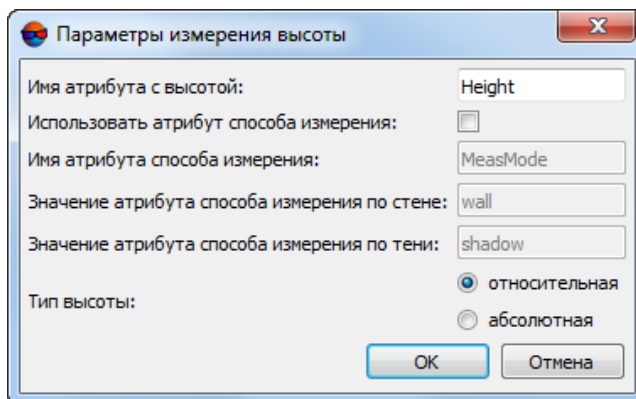 Параметры измерения высоты
Имя атрибута с высотой: Height
Использовать атрибут способа измерения:
Имя атрибута способа измерения: MeasMode
Значение атрибута способа измерения по стене: wall
Значение атрибута способа измерения по тени: shadow
Тип высоты:
относительная
абсолютная
OK Отмена